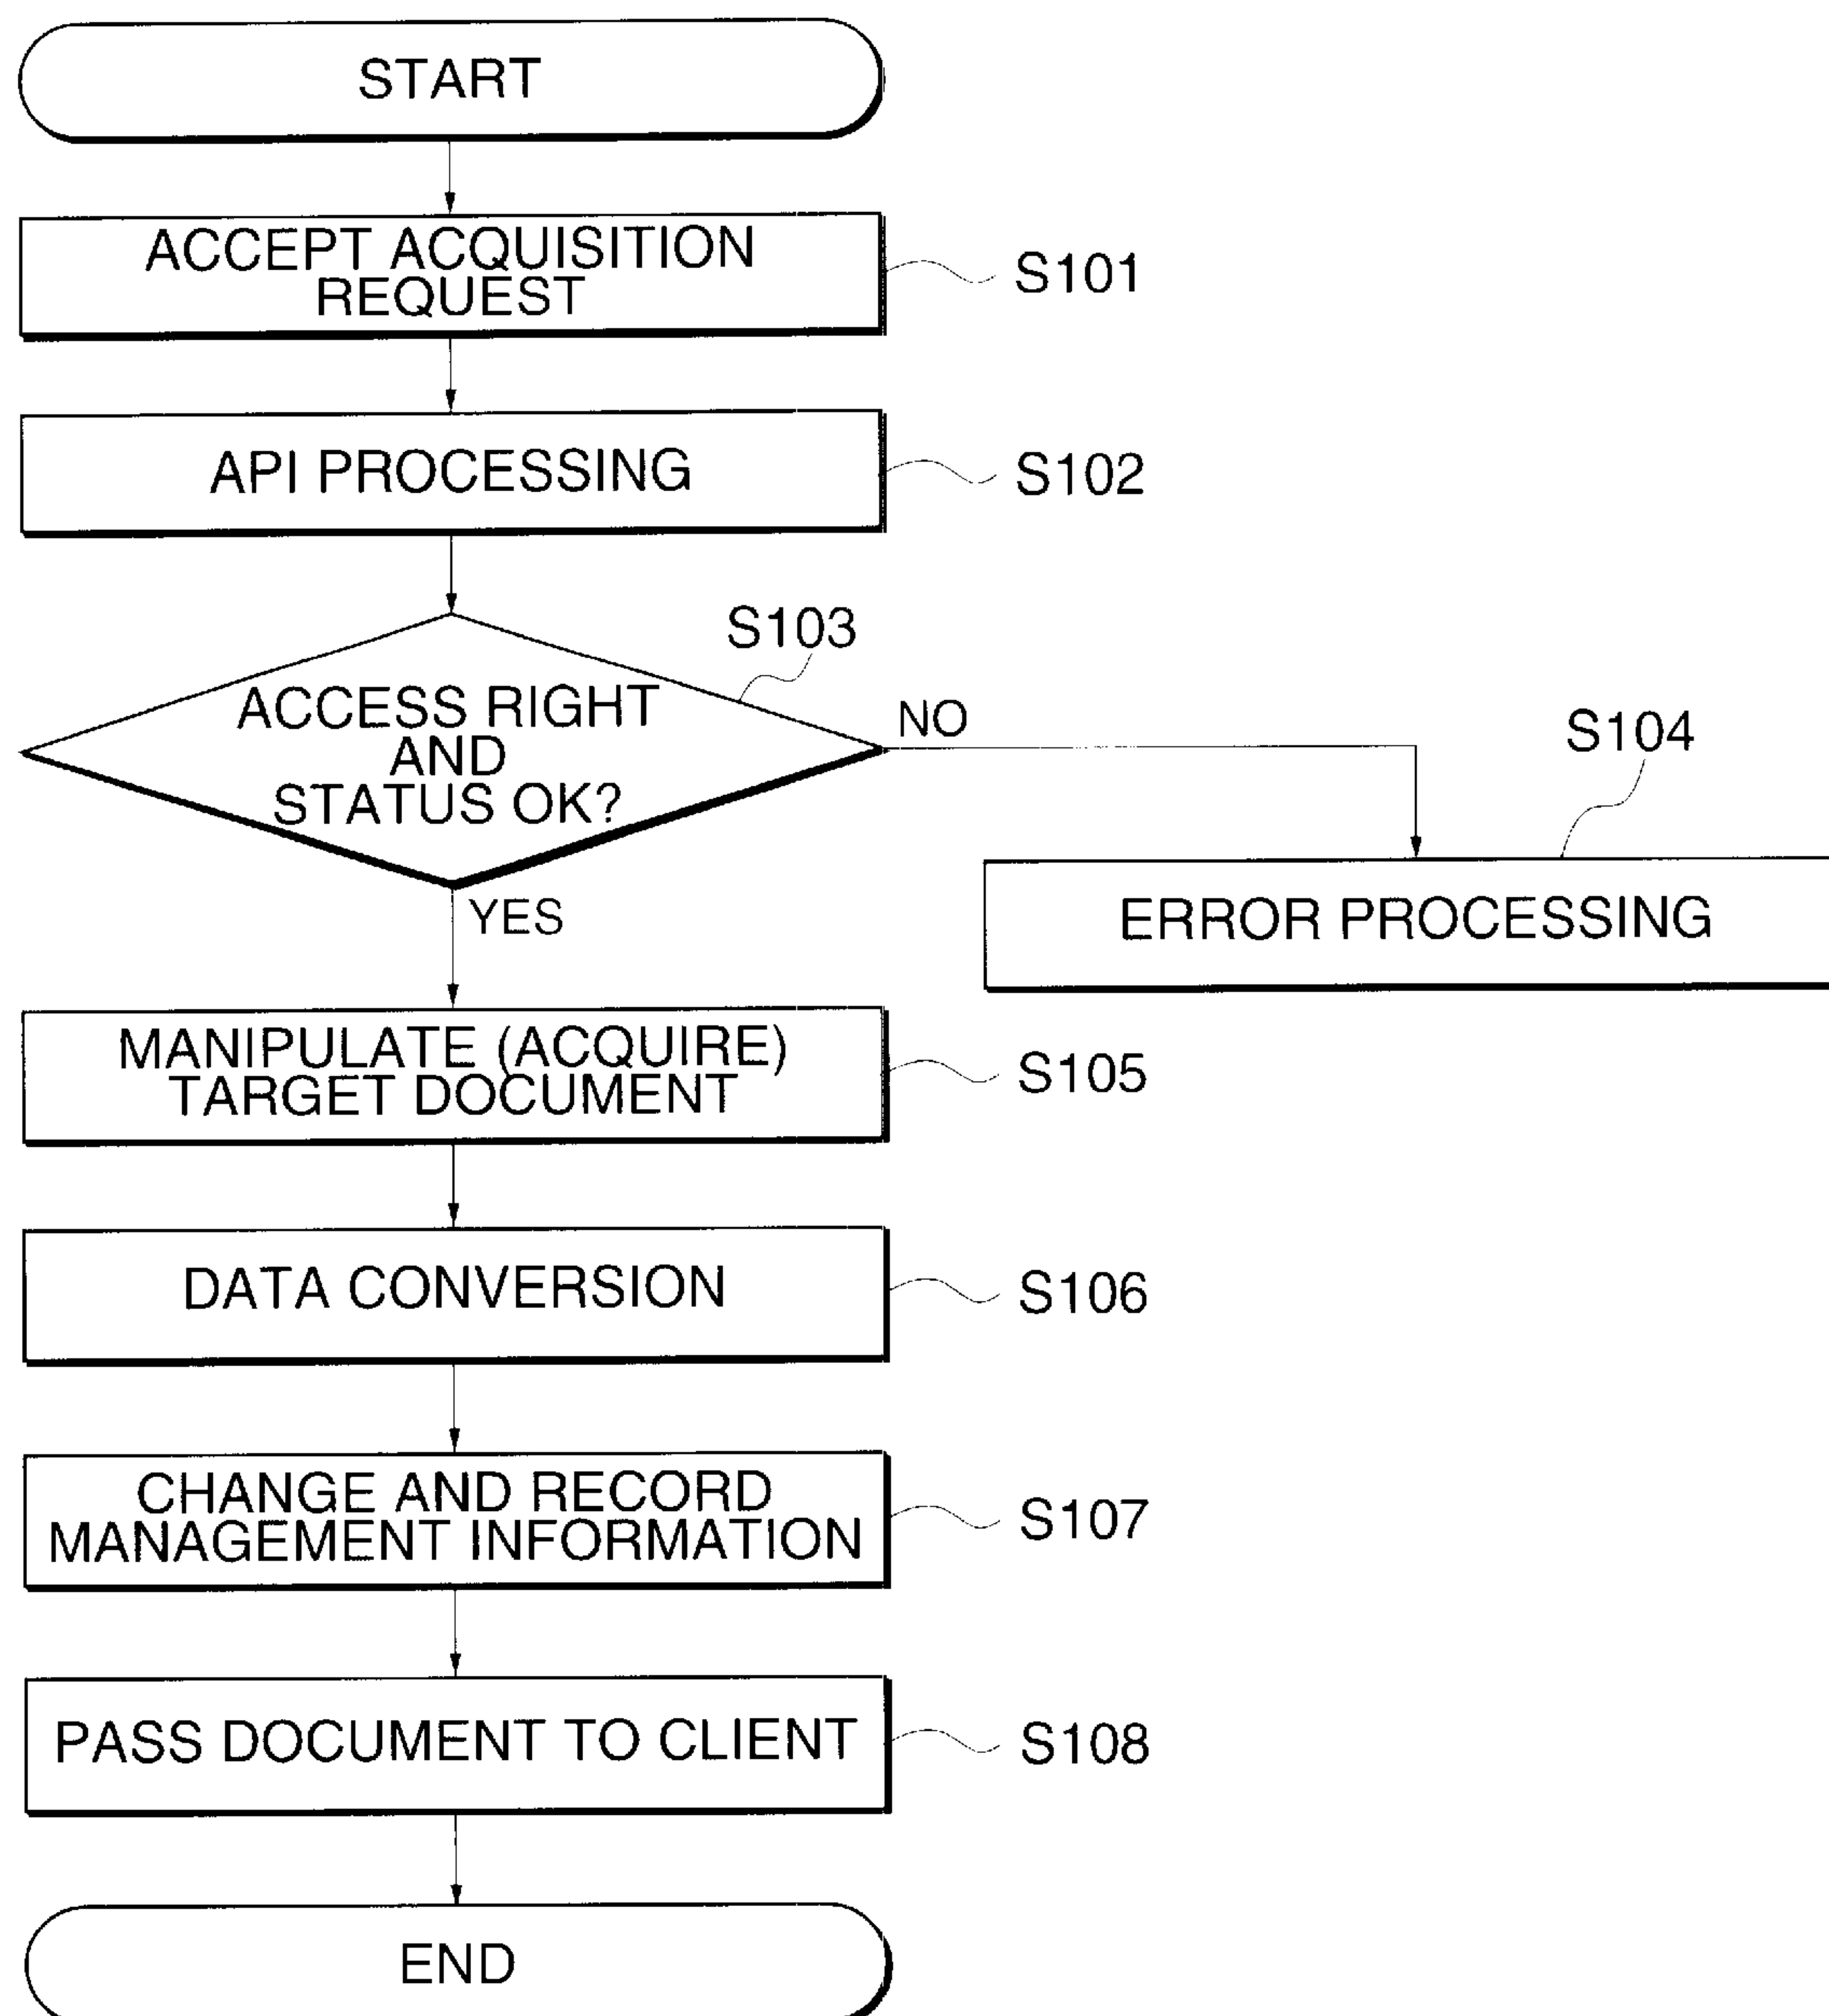 START
ACCEPT ACQUISITION
REQUEST
S101
API PROCESSING
S102
S103
ACCESS RIGHT
AND
STATUS OK?
NO
S104
ERROR PROCESSING
YES
MANIPULATE (ACQUIRE)
TARGET DOCUMENT
S105
DATA CONVERSION
S106
CHANGE AND RECORD
MANAGEMENT INFORMATION
S107
PASS DOCUMENT TO CLIENT
S108
END